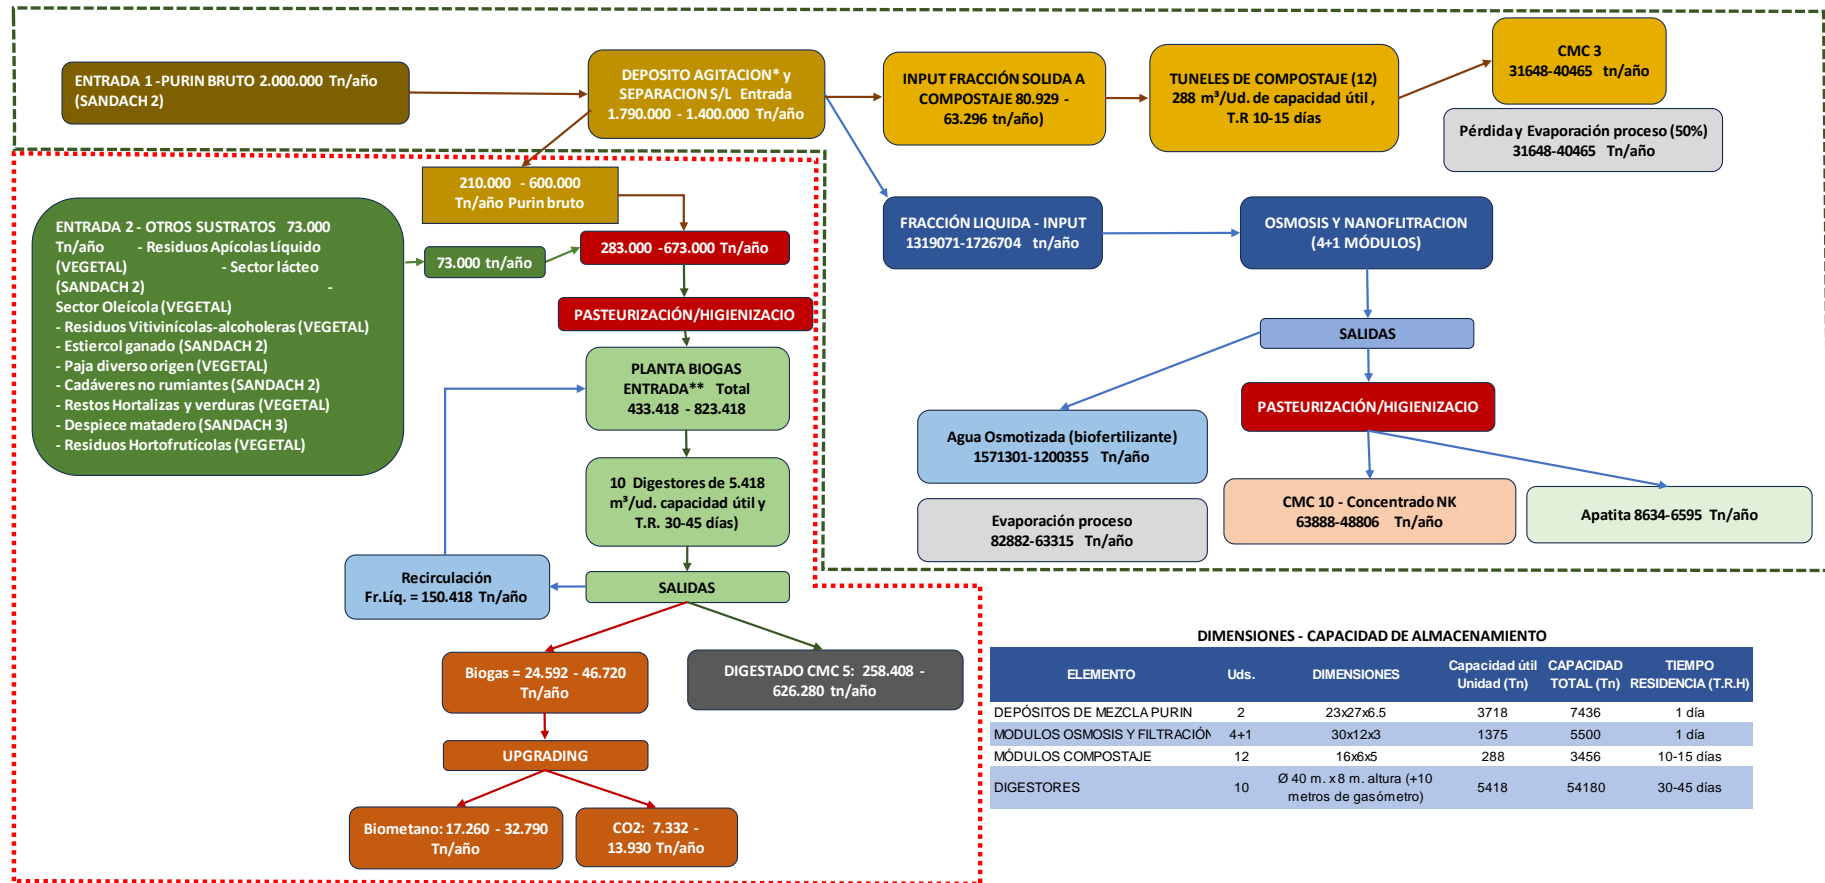 ENTRADA 1 -PURIN BRUTO 2.000.000 Tn/año
(SANDACH 2)
DEPOSITO AGITACION* y
SEPARACION S/L Entrada
1.790.000 - 1.400.000 Tn/año
INPUT FRACCIÓN SOLIDA A
COMPOSTAJE 80.929 -
63.296 tn/año)
TUNELES DE COMPOSTAJE (12)
288 m³/Ud. de capacidad útil ,
T.R 10-15 días
CMC 3
31648-40465 tn/año
Pérdida y Evaporación proceso (50%)
31648-40465 Tn/año
210.000 - 600.000
Tn/año Purin bruto
ENTRADA 2 - OTROS SUSTRATOS 73.000
Tn/año - Residuos Apícolas Líquido
(VEGETAL) - Sector lácteo
(SANDACH 2) -
Sector Oleícola (VEGETAL)
- Residuos Vitivinícolas-alcoholeras (VEGETAL)
- Estiercol ganado (SANDACH 2)
- Paja diverso origen (VEGETAL)
- Cadáveres no rumiantes (SANDACH 2)
- Restos Hortalizas y verduras (VEGETAL)
- Despiece matadero (SANDACH 3)
- Residuos Hortofrutícolas (VEGETAL)
73.000 tn/año
283.000 -673.000 Tn/año
PASTEURIZACIÓN/HIGIENIZACIO
PLANTA BIOGAS
ENTRADA** Total
433.418 - 823.418
10 Digestores de 5.418
m³/ud. capacidad útil y
T.R. 30-45 días)
SALIDAS
Recirculación
Fr.Líq. = 150.418 Tn/año
Biogas = 24.592 - 46.720
Tn/año
DIGESTADO CMC 5: 258.408 -
626.280 tn/año
UPGRADING
Biometano: 17.260 - 32.790
Tn/año
CO2: 7.332 -
13.930 Tn/año
FRACCIÓN LIQUIDA - INPUT
1319071-1726704 tn/año
OSMOSIS Y NANOFLITRACION
(4+1 MÓDULOS)
SALIDAS
PASTEURIZACIÓN/HIGIENIZACIO
Agua Osmotizada (biofertilizante)
1571301-1200355 Tn/año
Evaporación proceso
82882-63315 Tn/año
CMC 10 - Concentrado NK
63888-48806 Tn/año
Apatita 8634-6595 Tn/año
DIMENSIONES - CAPACIDAD DE ALMACENAMIENTO
ELEMENTO Uds. DIMENSIONES Capacidad útil Unidad (Tn) CAPACIDAD TOTAL (Tn) TIEMPO RESIDENCIA (T.R.H)
DEPÓSITOS DE MEZCLA PURIN 2 23x27x6.5 3718 7436 1 día
MODULOS OSMOSIS Y FILTRACIÓN 4+1 30x12x3 1375 5500 1 día
MÓDULOS COMPOSTAJE 12 16x6x5 288 3456 10-15 días
DIGESTORES 10 Ø 40 m. x 8 m. altura (+10 metros de gasómetro) 5418 54180 30-45 días